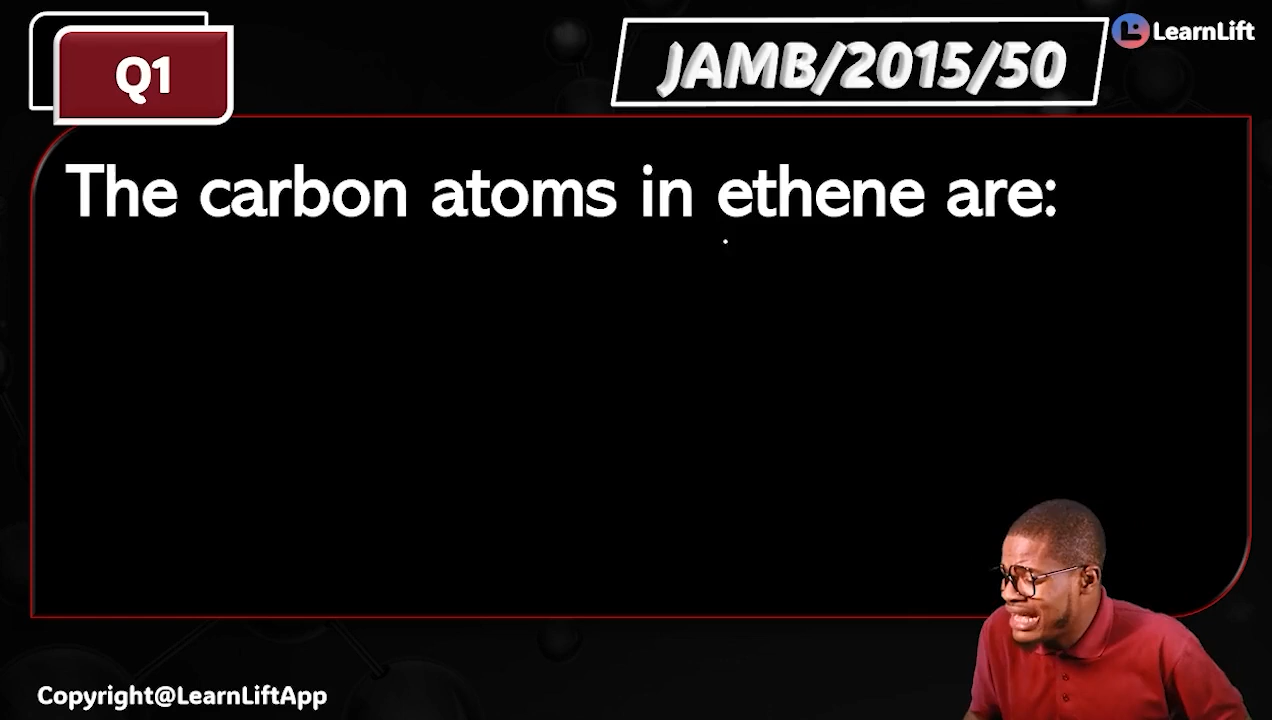 Q1
JAMB/2015/50
LearnLift
The carbon atoms in ethene are:
Copyright@LearnLiftApp